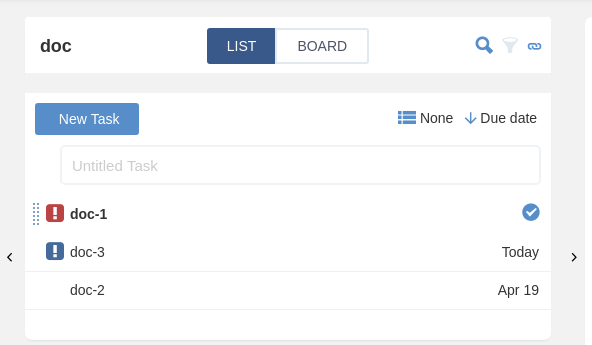 doc
LIST BOARD
New Task None Due date
Untitled Task
doc-1
doc-3 Today
doc-2 Apr 19